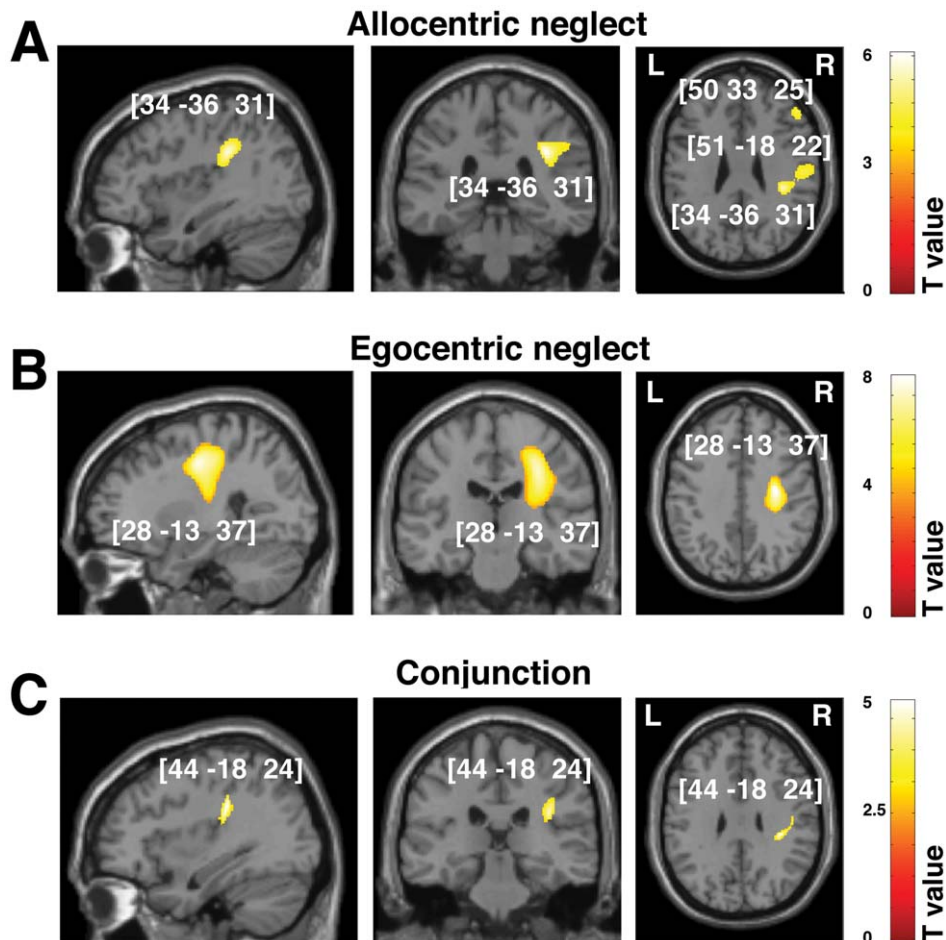 A
Allocentric neglect
[34 -36 31]
[34 -36 31]
L
R
[50 33 25]
[51 -18 22]
[34 -36 31]
6
3
0
T value
B
Egocentric neglect
[28 -13 37]
[28 -13 37]
L
R
[28 -13 37]
8
4
0
T value
C
Conjunction
[44 -18 24]
[44 -18 24]
L
R
[44 -18 24]
5
2.5
0
T value